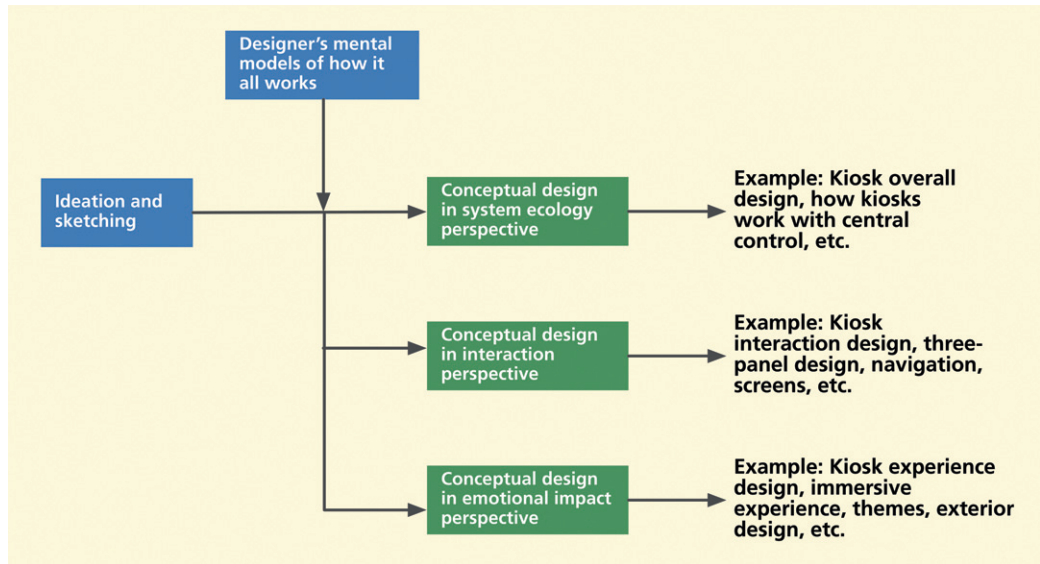 Designer's mental
models of how it
all works
Ideation and
sketching
Conceptual design
in system ecology
perspective
Example: Kiosk overall
design, how kiosks
work with central
control, etc.
Conceptual design
in interaction
perspective
Example: Kiosk
interaction design, three-
panel design, navigation,
screens, etc.
Conceptual design
in emotional impact
perspective
Example: Kiosk experience
design, immersive
experience, themes, exterior
design, etc.